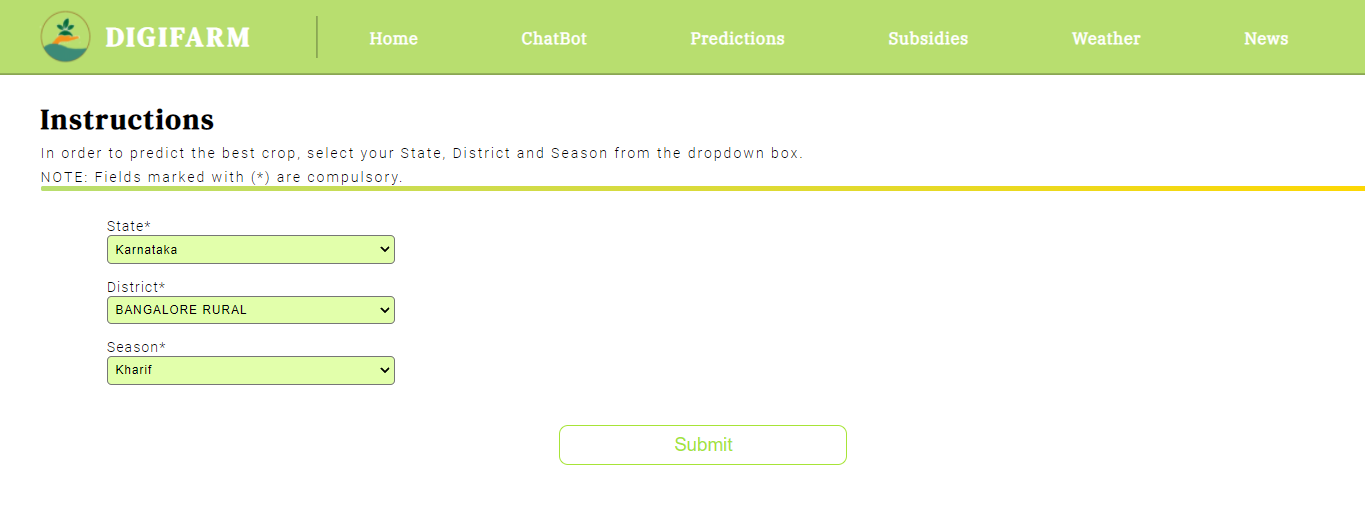 DIGIFARM Home ChatBot Predictions Subsidies Weather News
Instructions
In order to predict the best crop, select your State, District and Season from the dropdown box.
NOTE: Fields marked with (*) are compulsory.
State*
Karnataka
District*
BANGALORE RURAL
Season*
Kharif
Submit